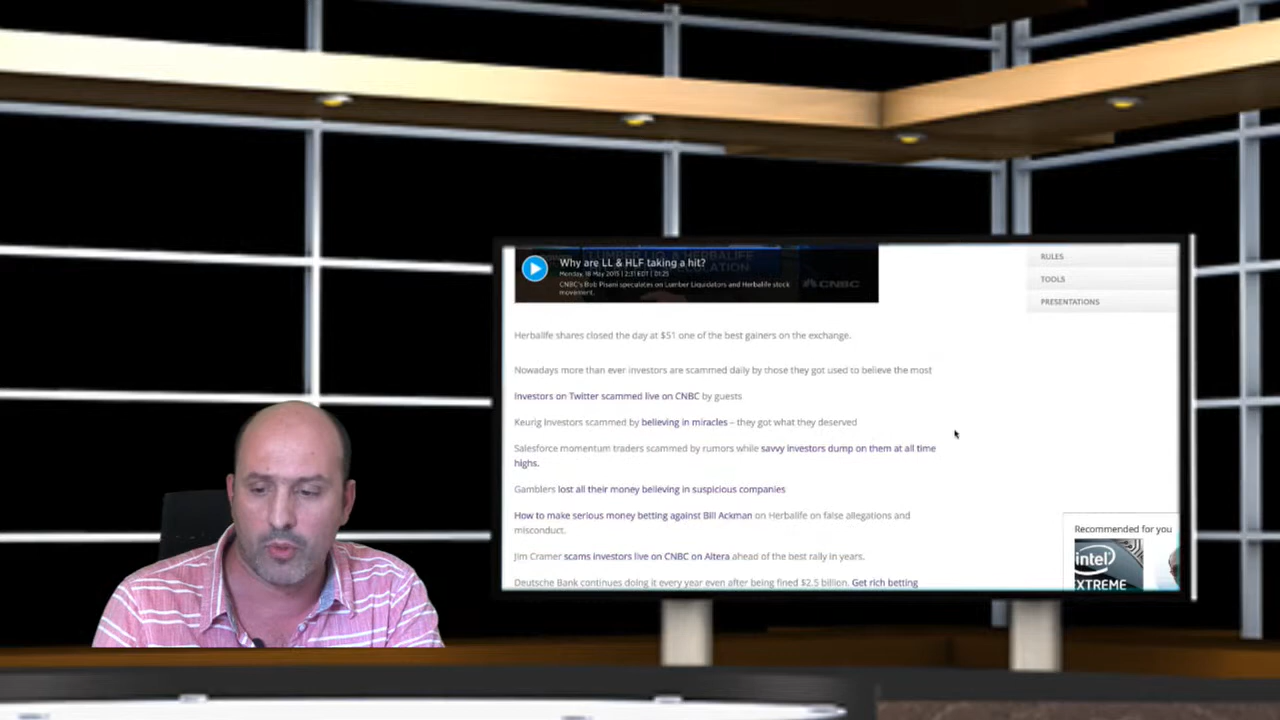 LUMBER LIQ. & HERBALIFE
Why are LL & HLF taking a hit?
Monday, 18 May 2015 | 2:31 EDT | 01:25
CNBC's Bob Pisani speculates on Lumber Liquidators and Herbalife stock
movement.
CNBC
RULES
TOOLS
PRESENTATIONS
Herbalife shares closed the day at $51 one of the best gainers on the exchange.
Nowadays more than ever investors are scammed daily by those they got used to believe the most
Investors on Twitter scammed live on CNBC by guests
Keurig Investors scammed by believing in miracles – they got what they deserved
Salesforce momentum traders scammed by rumors while savvy investors dump on them at all time
highs.
Gamblers lost all their money believing in suspicious companies
How to make serious money betting against Bill Ackman on Herbalife on false allegations and
misconduct.
Jim Cramer scams investors live on CNBC on Altera ahead of the best rally in years.
Deutsche Bank continues doing it every year even after being fined $2.5 billion. Get rich betting
Recommended for you
intel
EXTREME